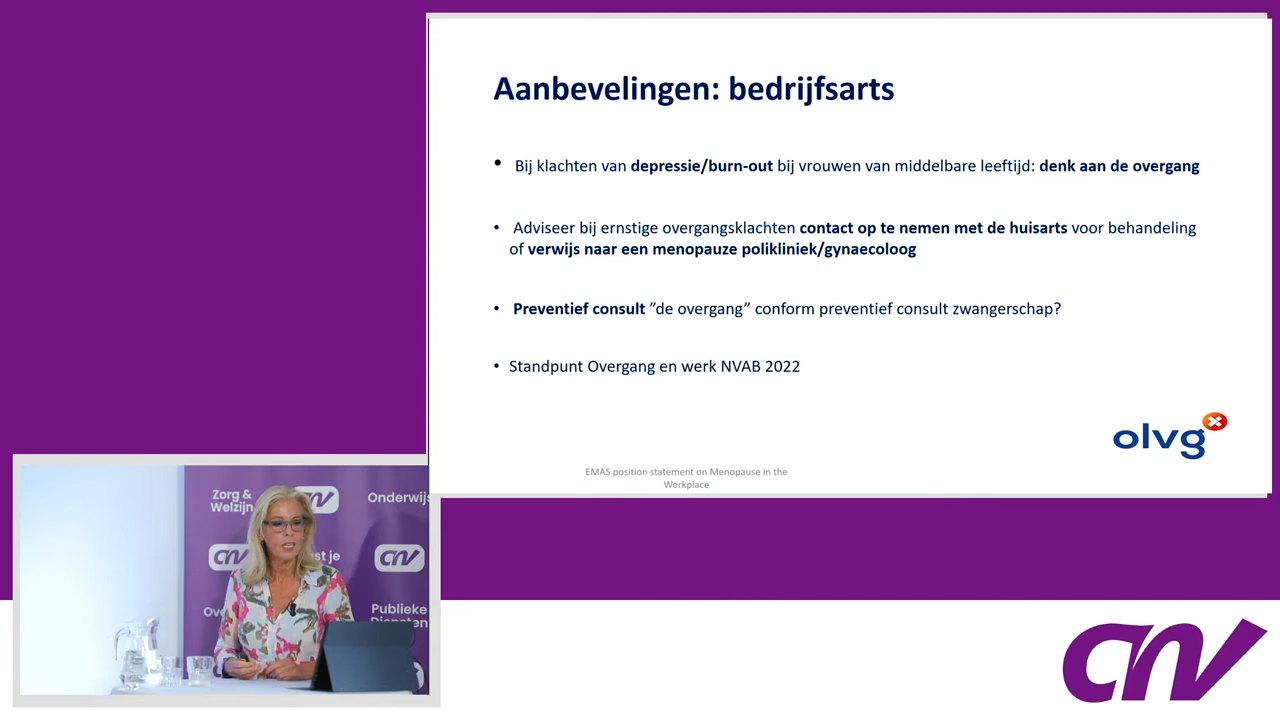 Aanbevelingen: bedrijfsarts
• Bij klachten van depressie/burn-out bij vrouwen van middelbare leeftijd: denk aan de overgang
• Adviseer bij ernstige overgangsklachten contact op te nemen met de huisarts voor behandeling
of verwijs naar een menopauze polikliniek/gynaecoloog
• Preventief consult ”de overgang” conform preventief consult zwangerschap?
• Standpunt Overgang en werk NVAB 2022
olvg
EMAS position statement on Menopause in the
Workplace
Zorg &
Welzijn
CNV
Onderwijs
CNV
CNV
Publieke
Diensten
CNV